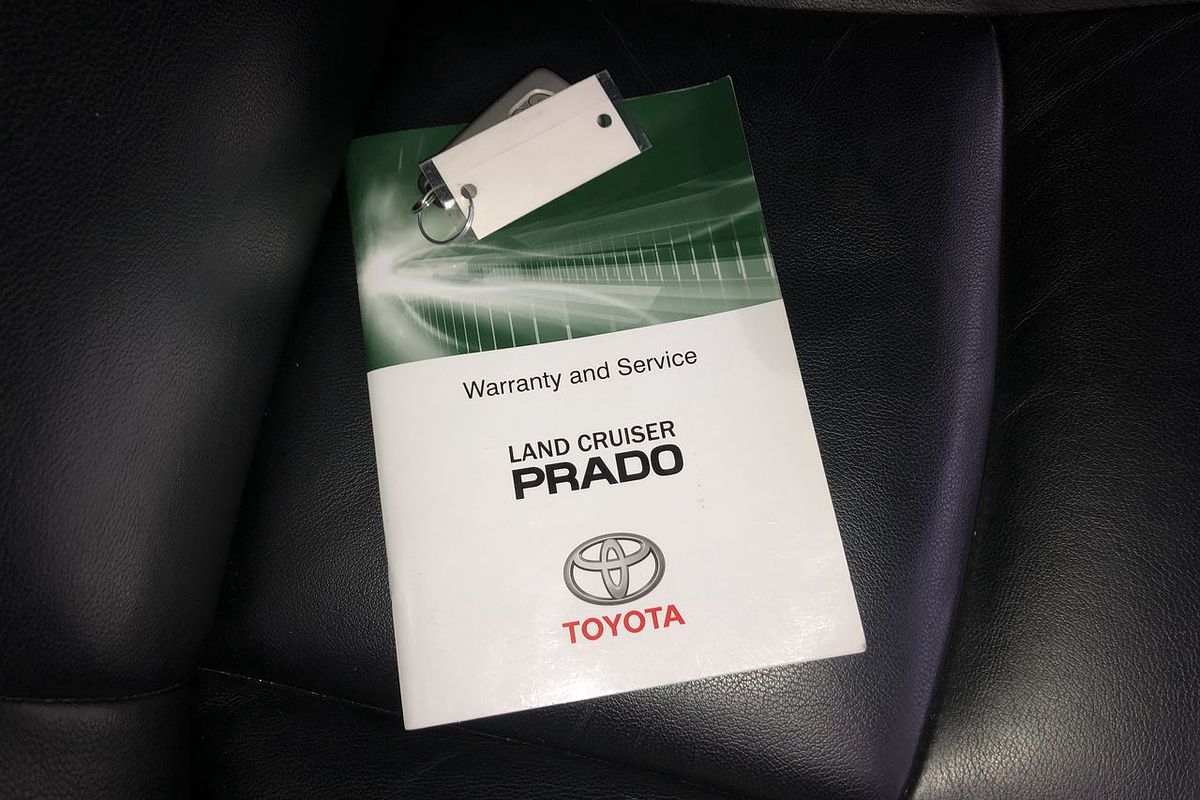 Warranty and Service
LAND CRUISER
PRADO
TOYOTA